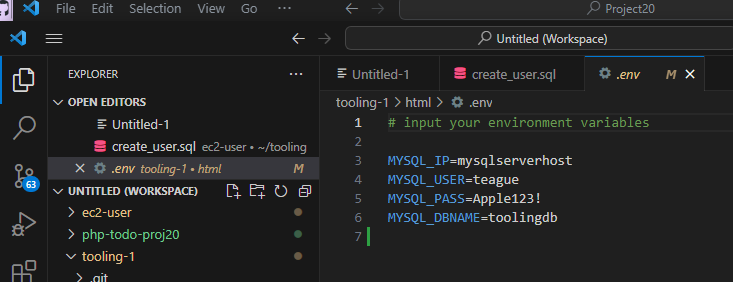 File Edit Selection View Go ··· Project20
Untitled (Workspace)
EXPLORER ···
OPEN EDITORS
Untitled-1
create_user.sql ec2-user • ~/tooling
.env tooling-1 • html M
UNTITLED (WORKSPACE)
ec2-user
php-todo-proj20
tooling-1
.git
63
Untitled-1 create_user.sql .env M
tooling-1 > html > .env
1 # input your environment variables
2
3 MYSQL_IP=mysqlserverhost
4 MYSQL_USER=teague
5 MYSQL_PASS=Apple123!
6 MYSQL_DBNAME=toolingdb
7